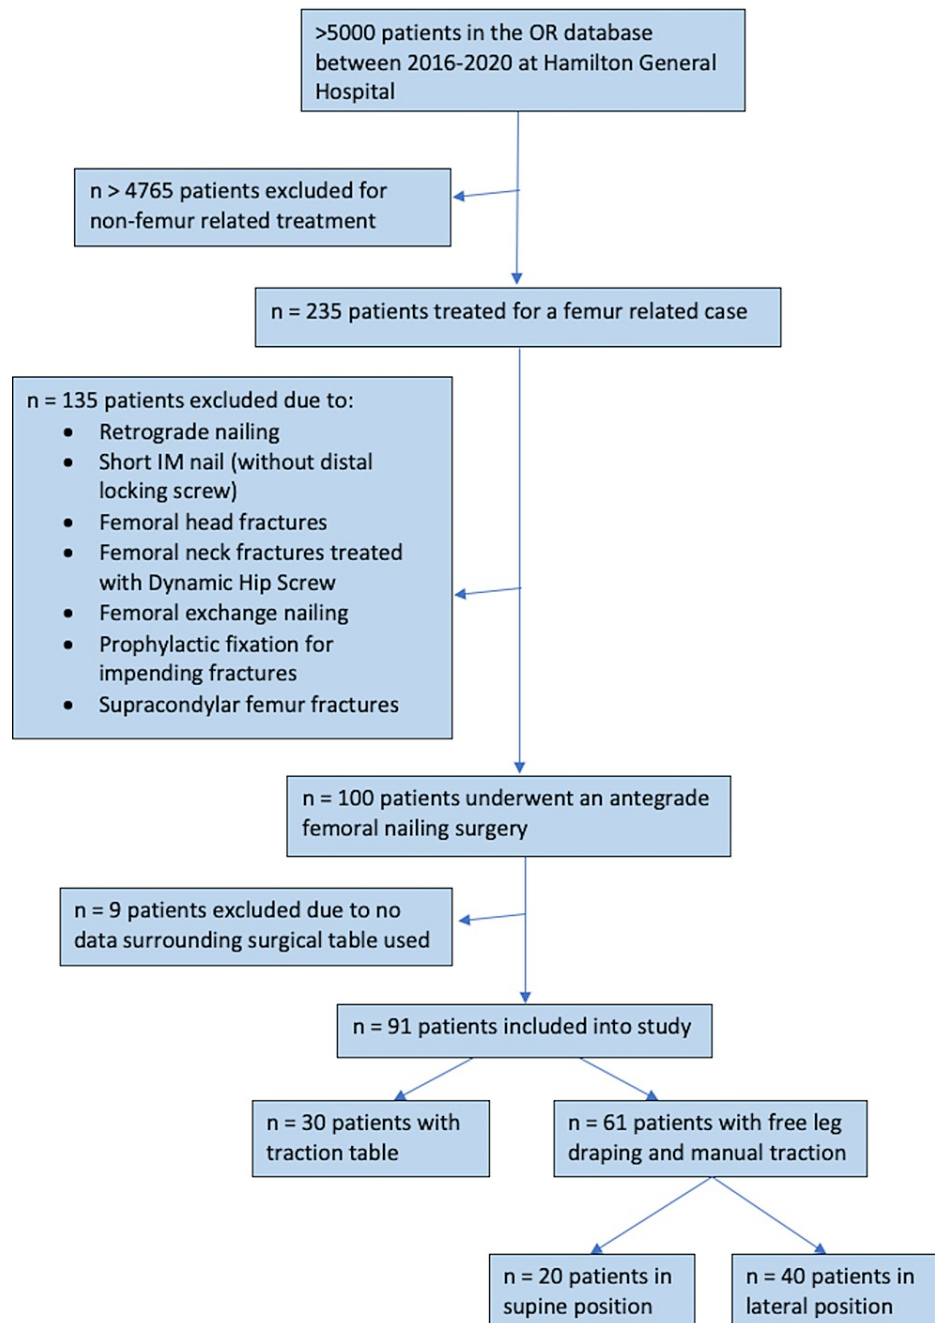 >5000 patients in the OR database
between 2016-2020 at Hamilton General
Hospital
n > 4765 patients excluded for
non-femur related treatment
n = 235 patients treated for a femur related case
n = 135 patients excluded due to:
• Retrograde nailing
• Short IM nail (without distal
locking screw)
• Femoral head fractures
• Femoral neck fractures treated
with Dynamic Hip Screw
• Femoral exchange nailing
• Prophylactic fixation for
impending fractures
• Supracondylar femur fractures
n = 100 patients underwent an antegrade
femoral nailing surgery
n = 9 patients excluded due to no
data surrounding surgical table used
n = 91 patients included into study
n = 30 patients with
traction table
n = 61 patients with free leg
draping and manual traction
n = 20 patients in
supine position
n = 40 patients in
lateral position